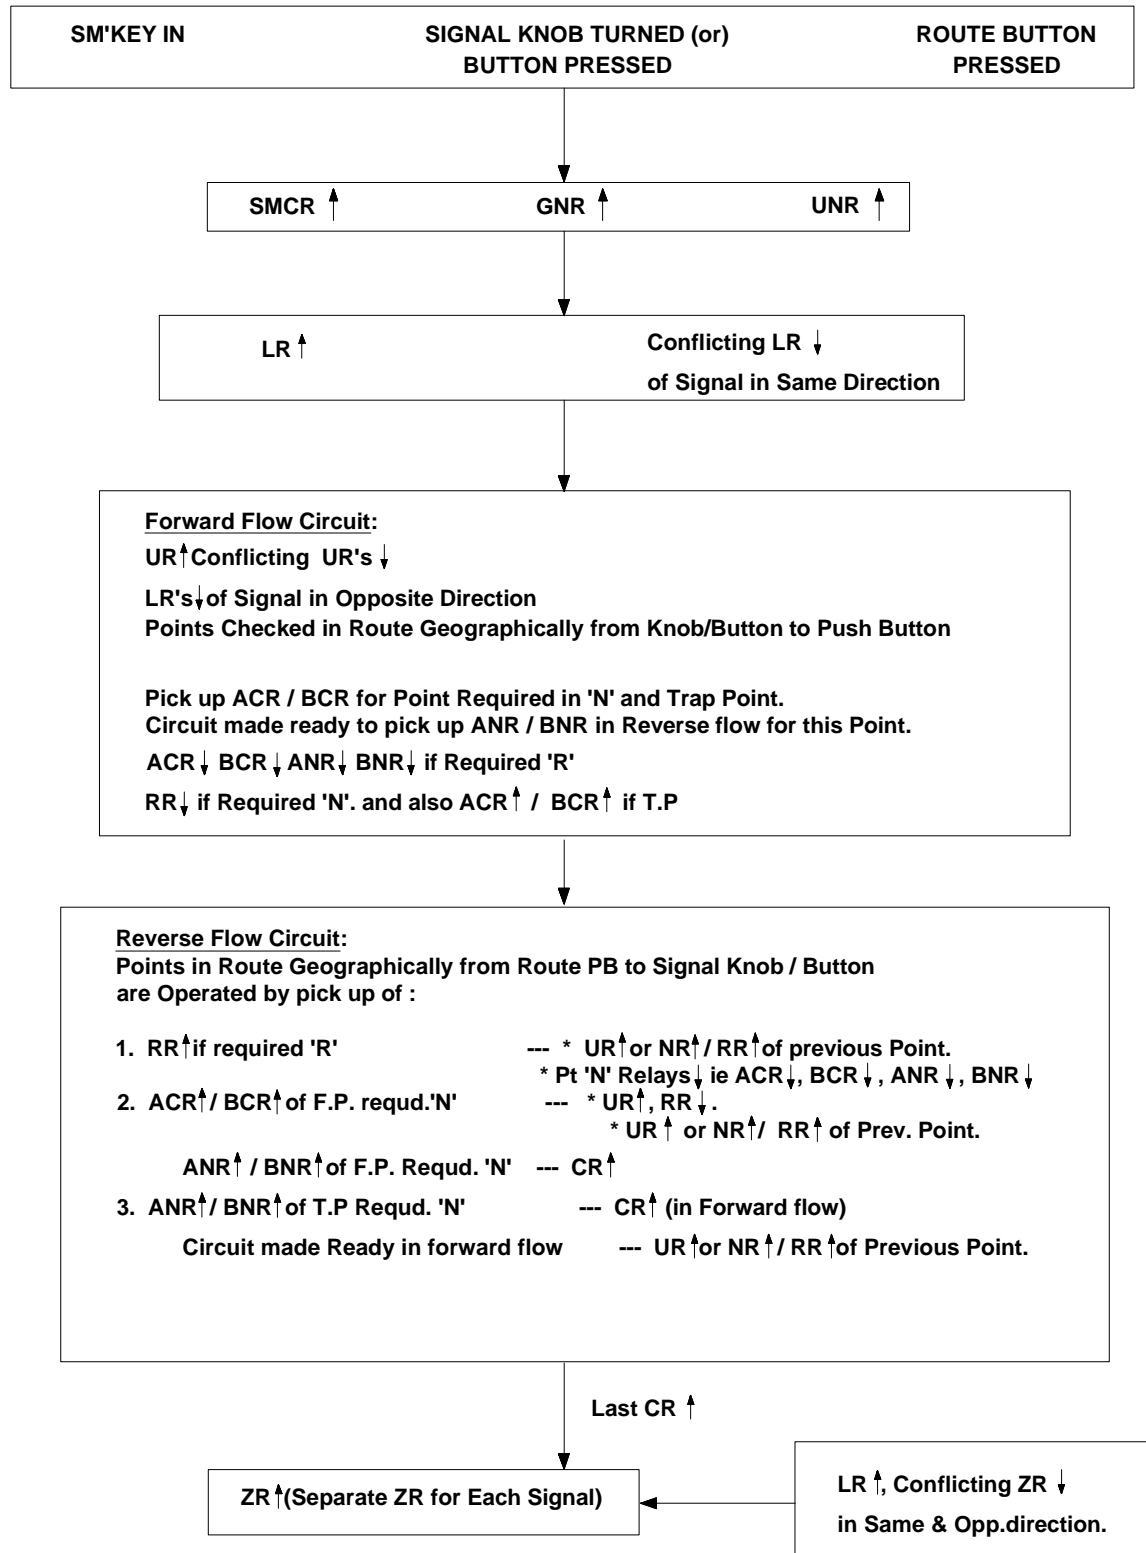 SM'KEY IN SIGNAL KNOB TURNED (or) ROUTE BUTTON
BUTTON PRESSED PRESSED
SMCR ↑ GNR ↑ UNR ↑
LR ↑ Conflicting LR ↓
of Signal in Same Direction
Forward Flow Circuit:
UR↑Conflicting UR's ↓
LR's↓of Signal in Opposite Direction
Points Checked in Route Geographically from Knob/Button to Push Button
Pick up ACR / BCR for Point Required in 'N' and Trap Point.
Circuit made ready to pick up ANR / BNR in Reverse flow for this Point.
ACR↓ BCR↓ ANR↓ BNR↓ if Required 'R'
RR↓ if Required 'N'. and also ACR↑ / BCR↑ if T.P
Reverse Flow Circuit:
Points in Route Geographically from Route PB to Signal Knob / Button
are Operated by pick up of :
1. RR↑if required 'R' --- * UR↑or NR↑/ RR↑of previous Point.
* Pt 'N' Relays↓ ie ACR↓, BCR↓, ANR↓, BNR↓
2. ACR↑/ BCR↑of F.P. requd.'N' --- * UR↑, RR↓.
* UR↑ or NR↑/ RR↑of Prev. Point.
ANR↑ / BNR↑of F.P. Requd. 'N' --- CR↑
3. ANR↑/ BNR↑of T.P Requd. 'N' --- CR↑ (in Forward flow)
Circuit made Ready in forward flow --- UR↑or NR↑/ RR↑of Previous Point.
Last CR ↑
ZR↑(Separate ZR for Each Signal)
LR↑, Conflicting ZR ↓
in Same & Opp.direction.